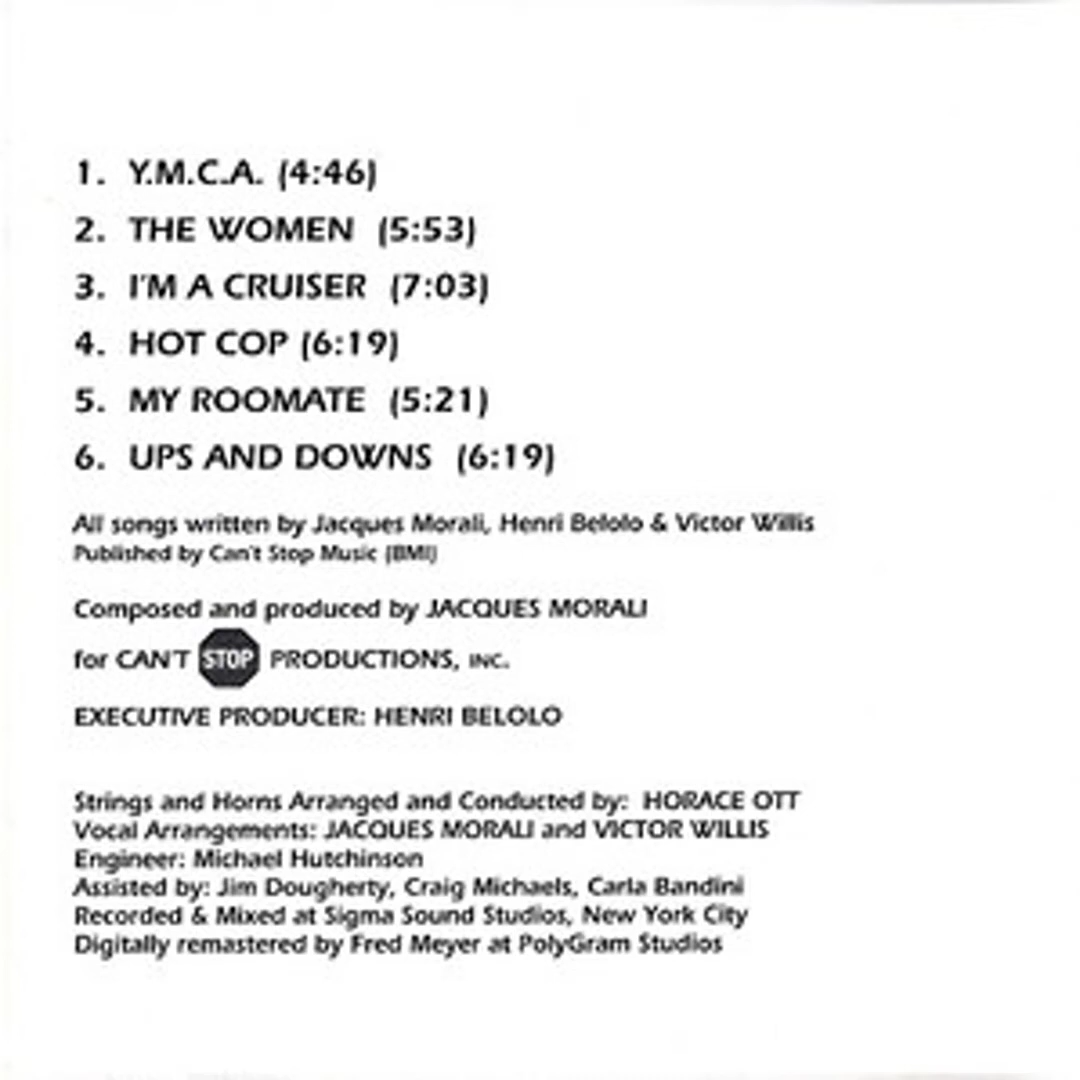 1. Y.M.C.A. (4:46)
2. THE WOMEN (5:53)
3. I'M A CRUISER (7:03)
4. HOT COP (6:19)
5. MY ROOMATE (5:21)
6. UPS AND DOWNS (6:19)
All songs written by Jacques Morali, Henri Belolo & Victor Willis
Published by Can't Stop Music (BMI)
Composed and produced by JACQUES MORALI
for CAN'T STOP PRODUCTIONS, INC.
EXECUTIVE PRODUCER: HENRI BELOLO
Strings and Horns Arranged and Conducted by: HORACE OTT
Vocal Arrangements: JACQUES MORALI and VICTOR WILLIS
Engineer: Michael Hutchinson
Assisted by: Jim Dougherty, Craig Michaels, Carla Bandini
Recorded & Mixed at Sigma Sound Studios, New York City
Digitally remastered by Fred Meyer at PolyGram Studios